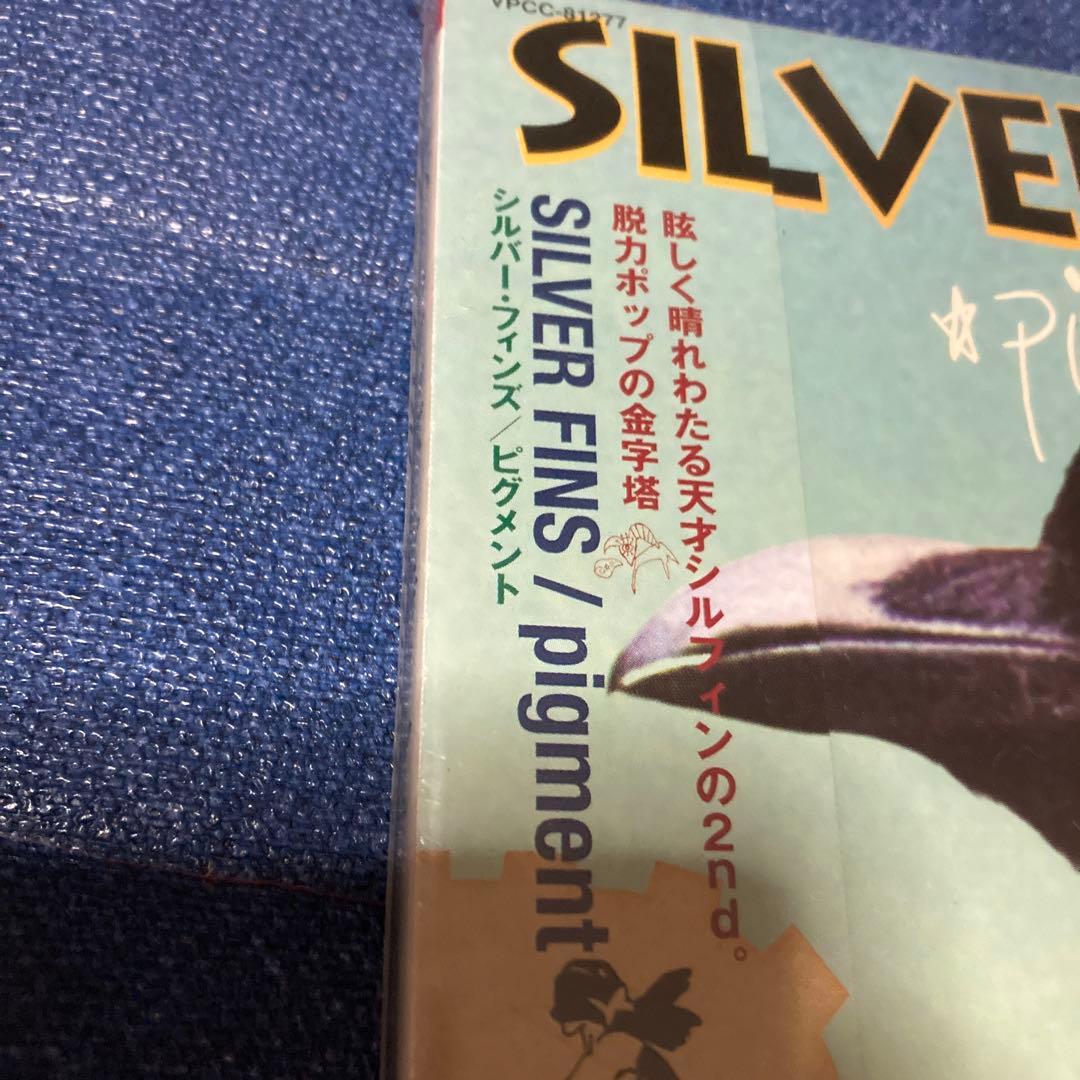 VPCC-81277
SILVE
眩しく晴れわたる天才シルフィンの2nd。
脱力ポップの金字塔
SILVER FINS / pigment
シルバー・フィンズ/ピグメント